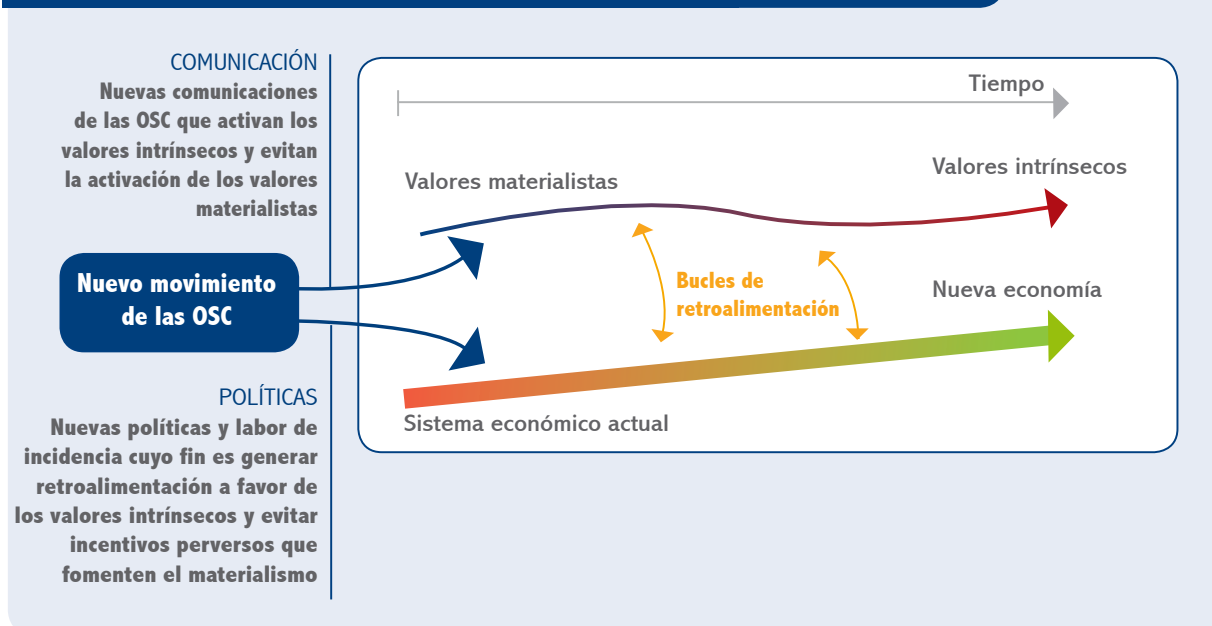 COMUNICACIÓN
Nuevas comunicaciones
de las OSC que activan los
valores intrínsecos y evitan
la activación de los valores
materialistas
Nuevo movimiento
de las OSC
POLÍTICAS
Nuevas políticas y labor de
incidencia cuyo fin es generar
retroalimentación a favor de
los valores intrínsecos y evitar
incentivos perversos que
fomenten el materialismo
Tiempo
Valores materialistas
Valores intrínsecos
Bucles de
retroalimentación
Nueva economía
Sistema económico actual